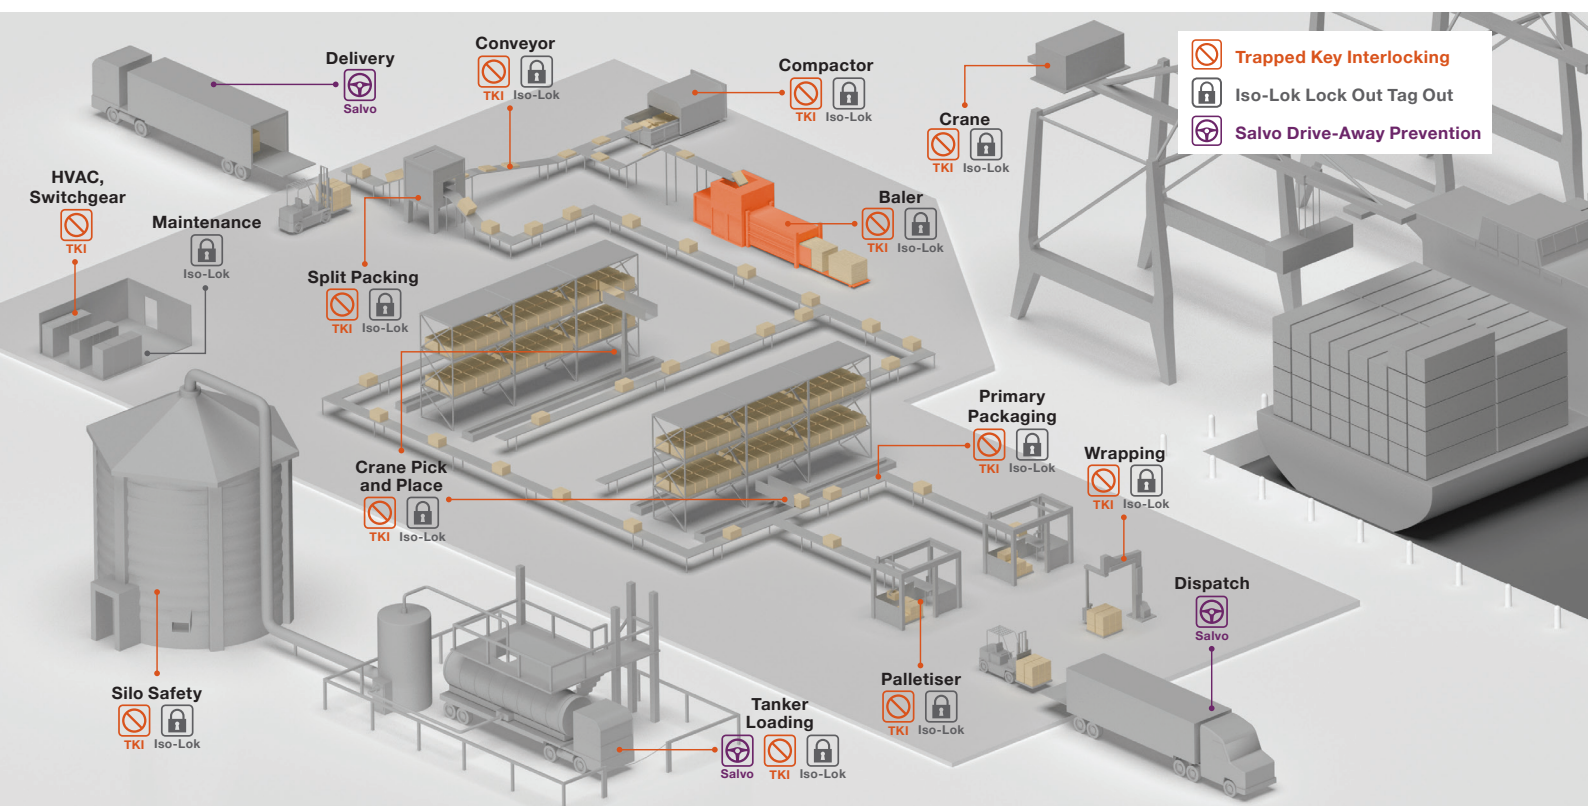 Delivery
Salvo
Conveyor
TKI Iso-Lok
Compactor
TKI Iso-Lok
Crane
TKI Iso-Lok
Trapped Key Interlocking
Iso-Lok Lock Out Tag Out
Salvo Drive-Away Prevention
HVAC,
Switchgear
TKI
Maintenance
Iso-Lok
Split Packing
TKI Iso-Lok
Baler
TKI Iso-Lok
Crane Pick
and Place
TKI Iso-Lok
Primary
Packaging
TKI Iso-Lok
Wrapping
TKI Iso-Lok
Dispatch
Salvo
Silo Safety
TKI Iso-Lok
Tanker
Loading
Salvo TKI Iso-Lok
Palletiser
TKI Iso-Lok